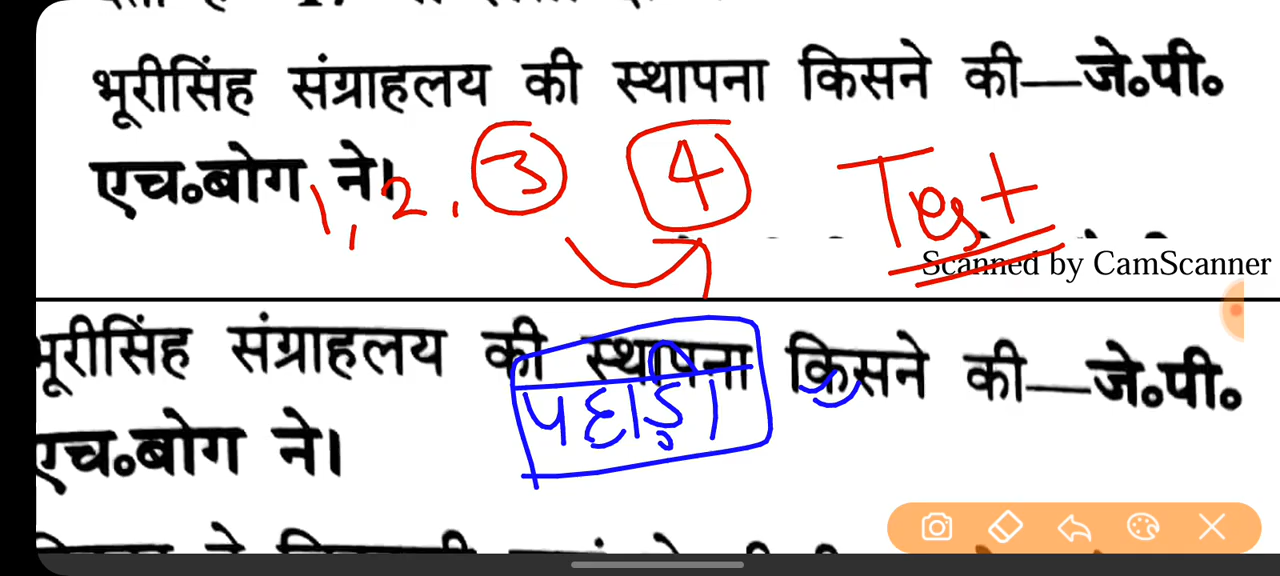 भूरीसिंह संग्राहलय की स्थापना किसने की—जे०पी०
एच०बोग ने।
1, 2, 3 4 Test
Scanned by CamScanner
भूरीसिंह संग्राहलय की स्थापना किसने की—जे०पी०
पहाड़ी
एच०बोग ने।